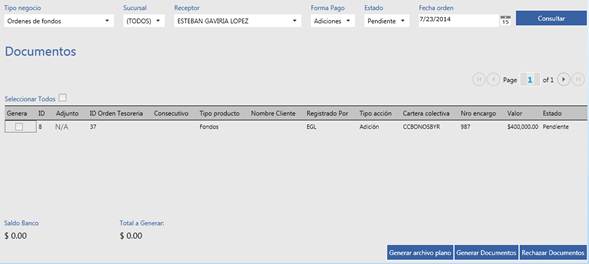 Tipo negocio Sucursal Receptor Forma Pago Estado Fecha orden
Ordenes de fondos (TODOS) ESTEBAN GAVIRIA LOPEZ Adiciones Pendiente 7/23/2014 15 Consultar
Documentos
Page 1 of 1
Seleccionar Todos
Genera ID Adjunto ID Orden Tesoreria Consecutivo Tipo producto Nombre Cliente Registrado Por Tipo acción Cartera colectiva Nro encargo Valor Estado
8 N/A 37 Fondos EGL Adición CCBONOSBYR 987 $400,000.00 Pendiente
Saldo Banco: Total a Generar:
$ 0.00 $ 0.00
Generar archivo plano Generar Documentos Rechazar Documentos